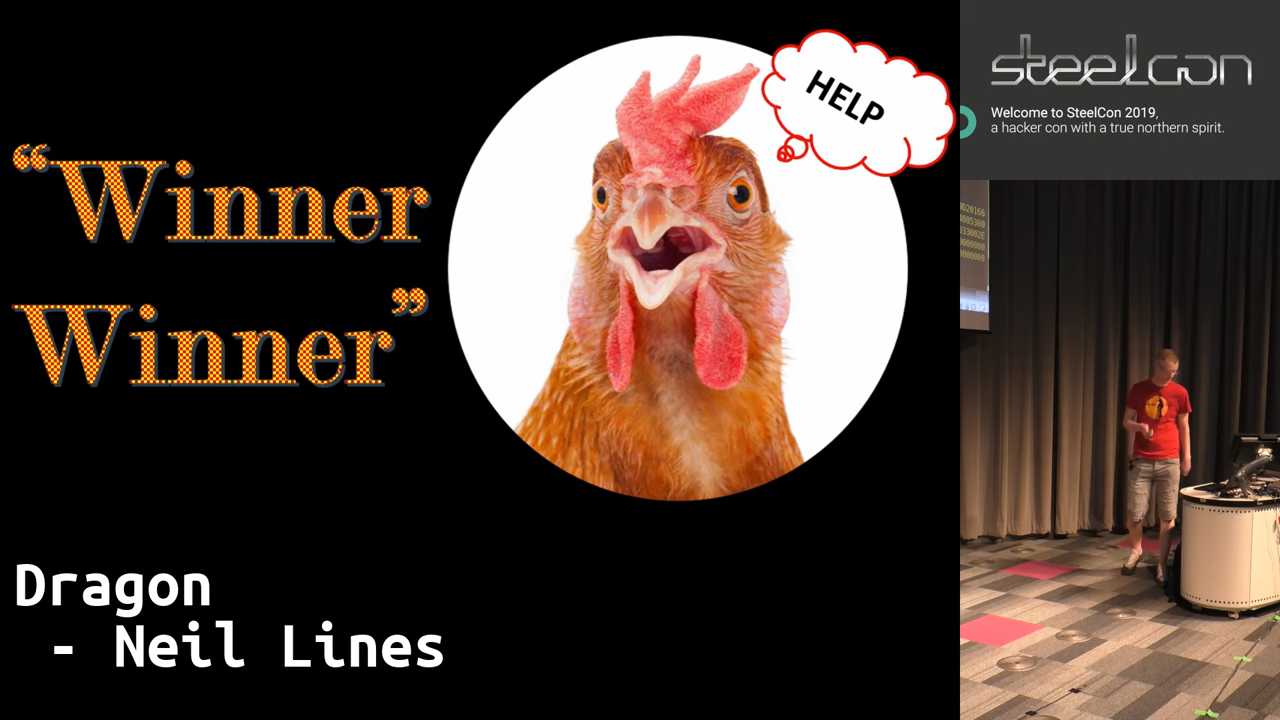 “Winner
Winner”
HELP
Dragon
- Neil Lines
steelcon
Welcome to SteelCon 2019,
a hacker con with a true northern spirit.